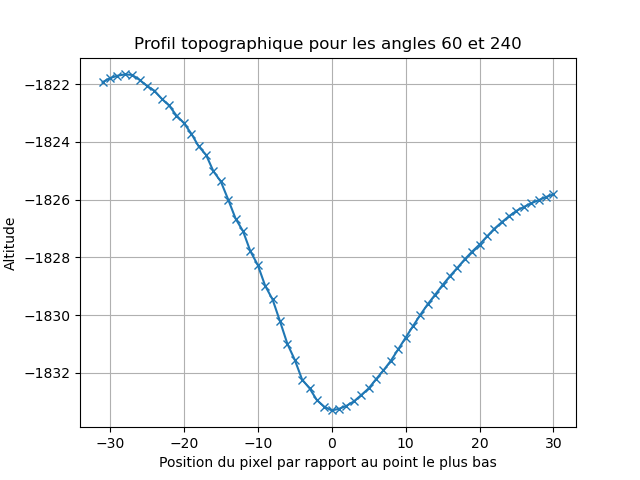 Profil topographique pour les angles 60 et 240
Altitude
−1822
−1824
−1826
−1828
−1830
−1832
−30 −20 −10 0 10 20 30
Position du pixel par rapport au point le plus bas